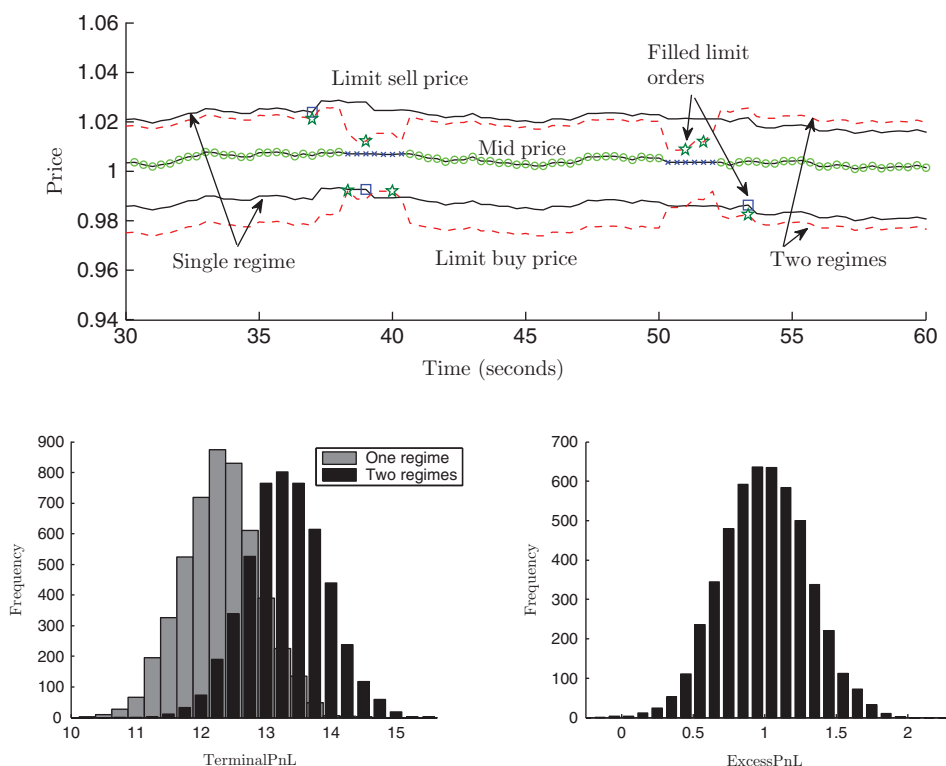 1.06
1.04
1.02
1
0.98
0.96
0.94
Price
Limit sell price
Filled limit
orders
Mid price
Single regime
Limit buy price
Two regimes
30
35
40
45
50
55
60
Time (seconds)
900
800
700
600
500
400
300
200
100
0
Frequency
One regime
Two regimes
10
11
12
13
14
15
TerminalPnL
700
600
500
400
300
200
100
0
Frequency
0
0.5
1
1.5
2
ExcessPnL